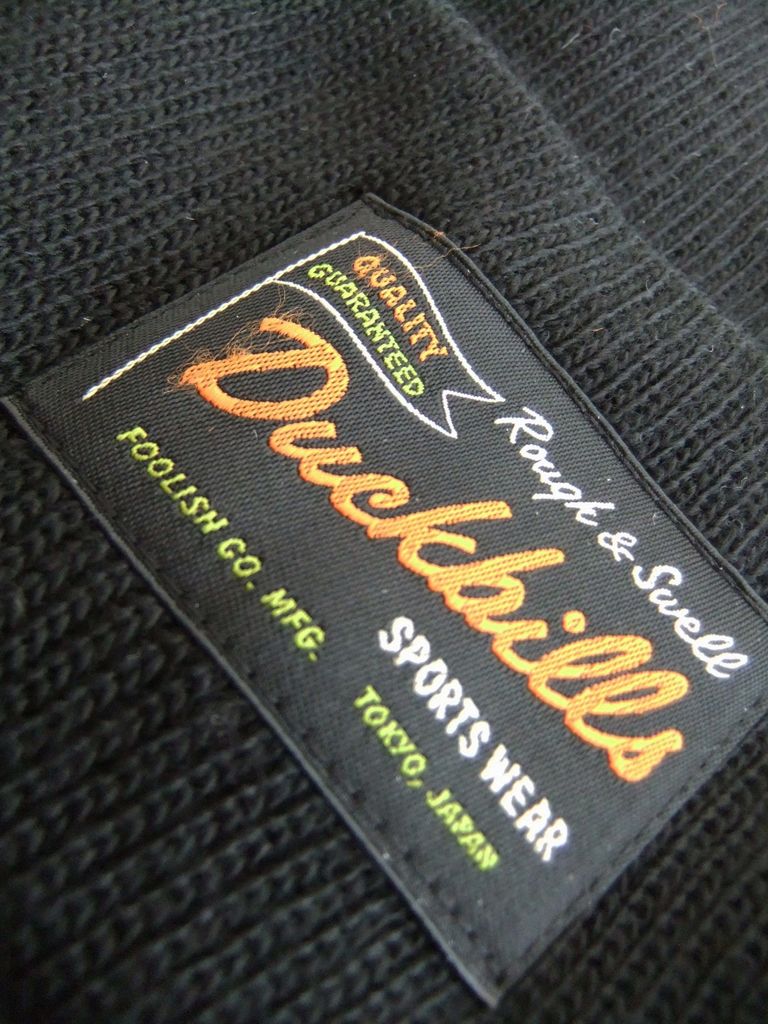 QUALITY
GUARANTEED
Rough & Swell
Duckbills
SPORTS WEAR
FOOLISH CO. MFG.
TOKYO, JAPAN